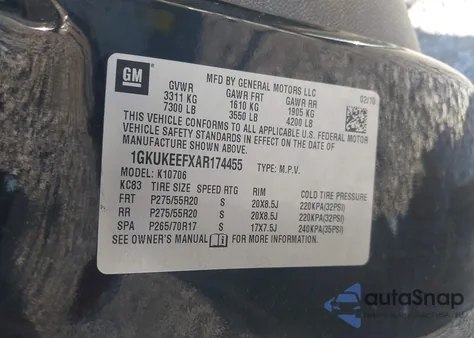 GM
MFD BY GENERAL MOTORS LLC
02/10
GVWR GAWR FRT GAWR RR
3311 KG 1610 KG 1905 KG
7300 LB 3550 LB 4200 LB
THIS VEHICLE CONFORMS TO ALL APPLICABLE U.S. FEDERAL MOTOR
VEHICLE SAFETY STANDARDS IN EFFECT ON THE DATE OF
MANUFACTURE SHOWN ABOVE.
1GKUKEEFXAR174455 TYPE: M.P.V.
MODEL: K10706
KC83 TIRE SIZE SPEED RTG RIM COLD TIRE PRESSURE
FRT P275/55R20 S 20X8.5J 220KPA(32PSI)
RR P275/55R20 S 20X8.5J 220KPA(32PSI)
SPA P265/70R17 S 17X7.5J 240KPA(35PSI)
SEE OWNER'S MANUAL FOR MORE INFORMATION.
autoSnap